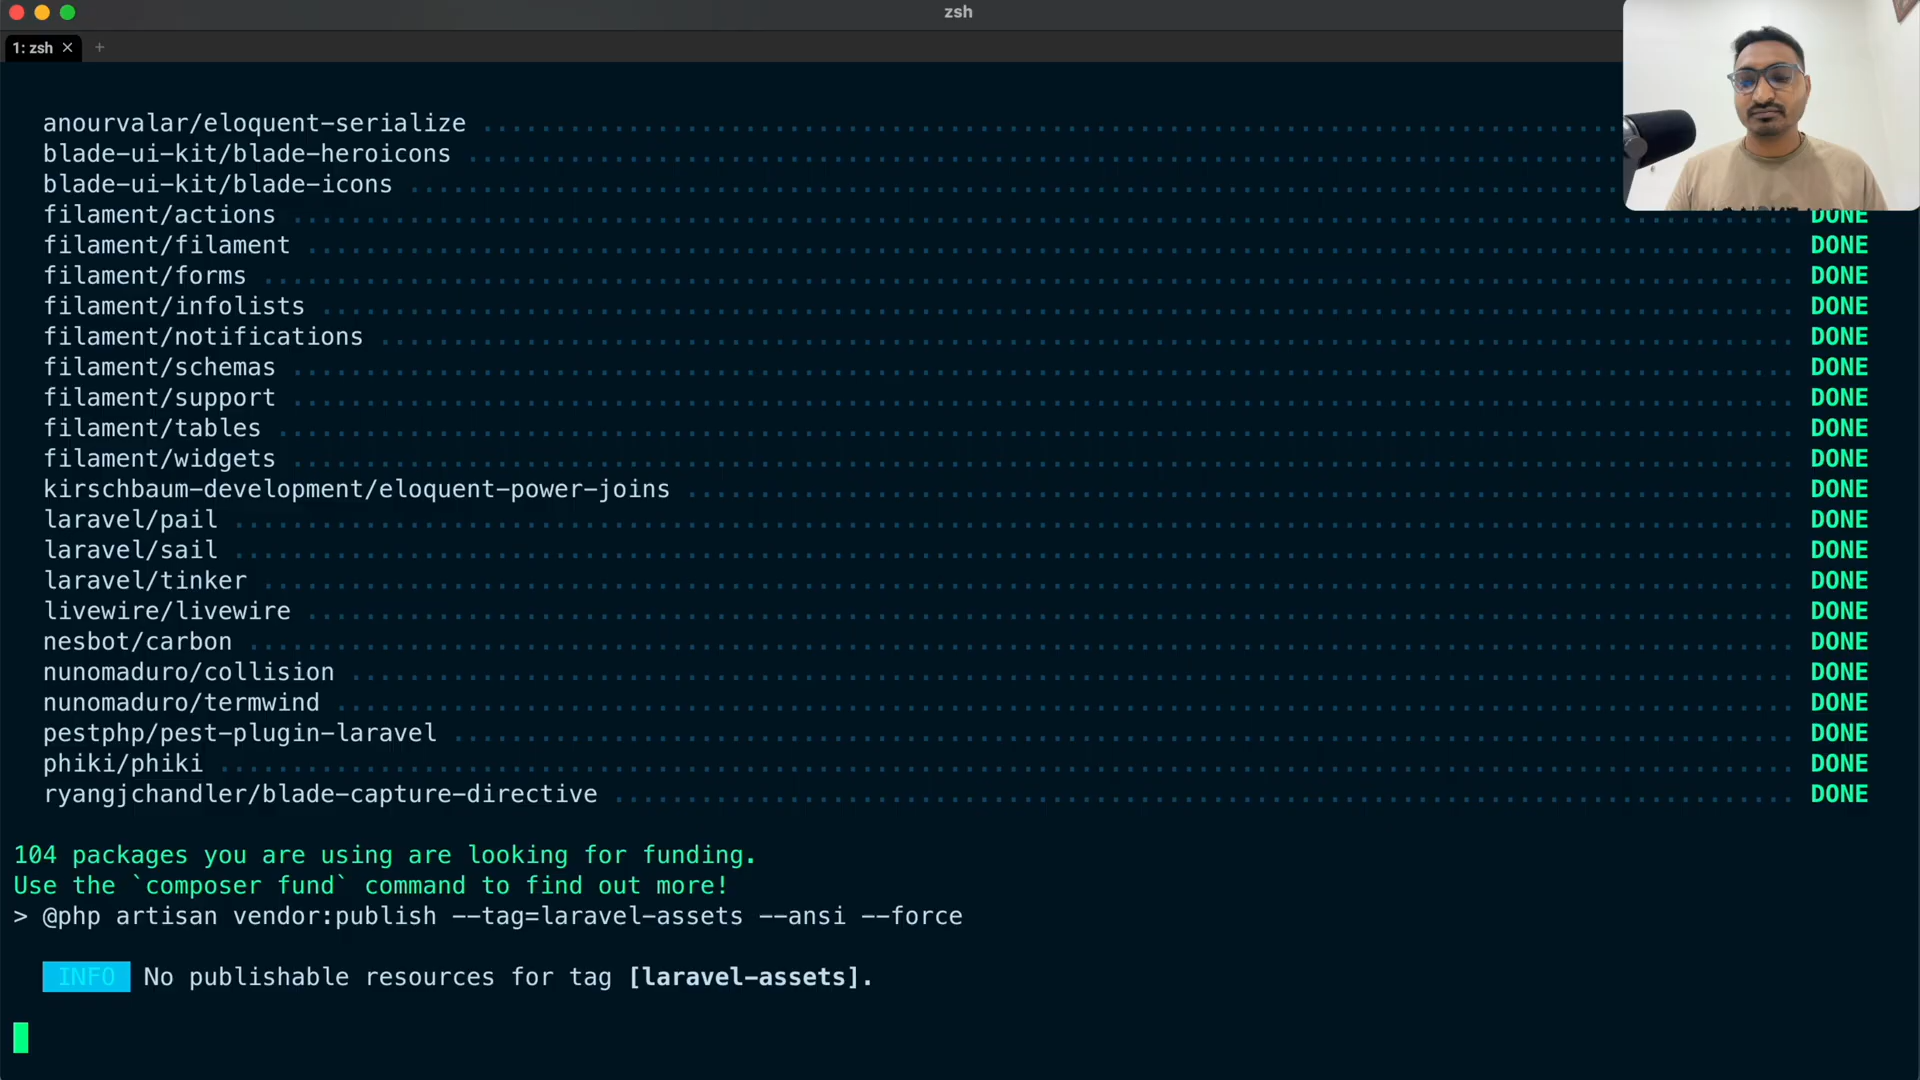 zsh
1: zsh × +
anourvalar/eloquent-serialize
blade-ui-kit/blade-heroicons
blade-ui-kit/blade-icons
filament/actions DONE
filament/filament DONE
filament/forms DONE
filament/infolists DONE
filament/notifications DONE
filament/schemas DONE
filament/support DONE
filament/tables DONE
filament/widgets DONE
kirschbaum-development/eloquent-power-joins DONE
laravel/pail DONE
laravel/sail DONE
laravel/tinker DONE
livewire/livewire DONE
nesbot/carbon DONE
nunomaduro/collision DONE
nunomaduro/termwind DONE
pestphp/pest-plugin-laravel DONE
phiki/phiki DONE
ryangjchandler/blade-capture-directive DONE
104 packages you are using are looking for funding.
Use the `composer fund` command to find out more!
> @php artisan vendor:publish --tag=laravel-assets --ansi --force
INFO No publishable resources for tag [laravel-assets].